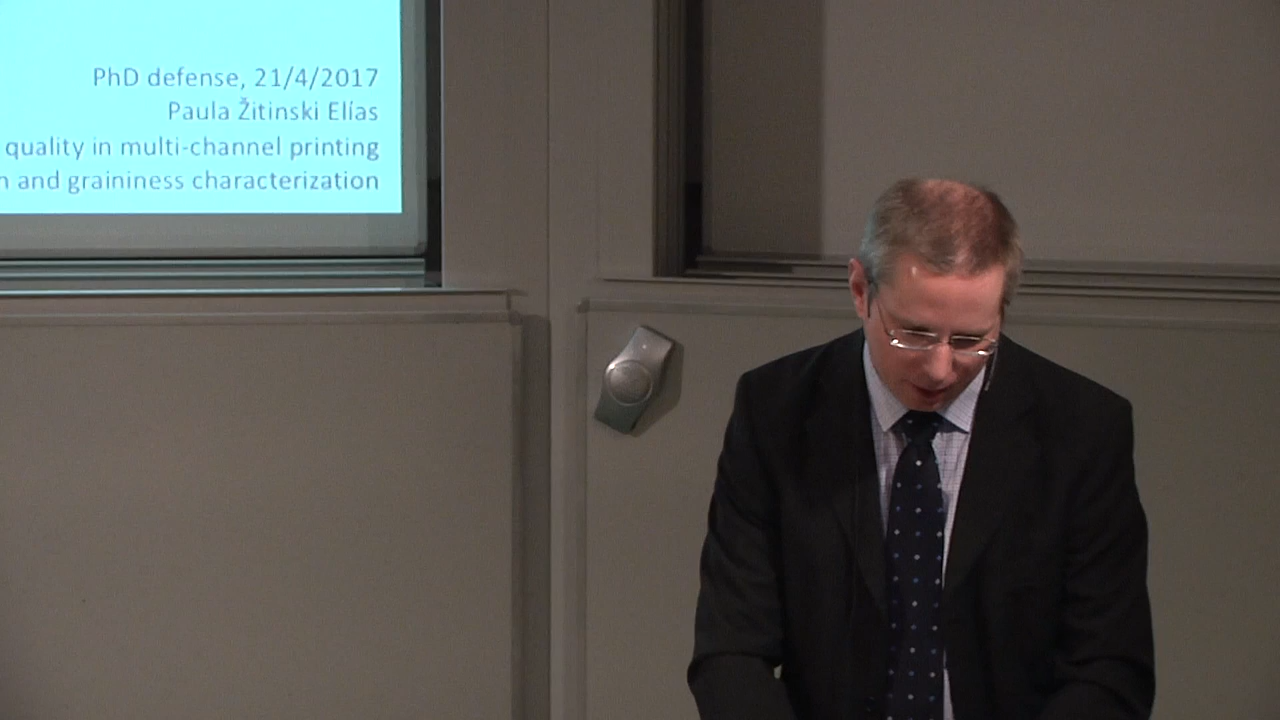 PhD defense, 21/4/2017
Paula Žitinski Elías
quality in multi-channel printing
and graininess characterization